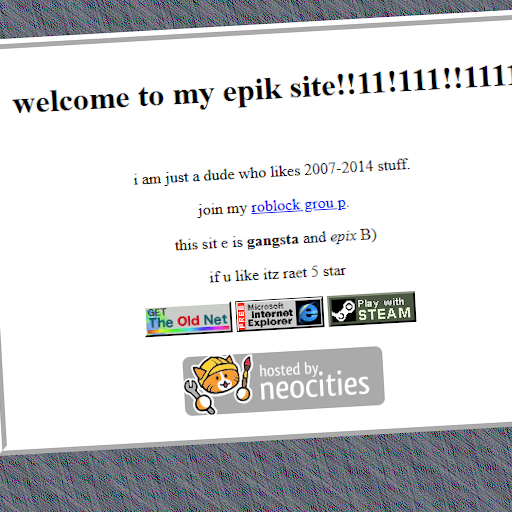 welcome to my epik site!!11!111!!1111
i am just a dude who likes 2007-2014 stuff.
join my roblock grou p.
this sit e is gangsta and epix B)
if u like itz raet 5 star
GET The Old Net
FREE! Microsoft Internet Explorer
Play with STEAM
hosted by
neocities